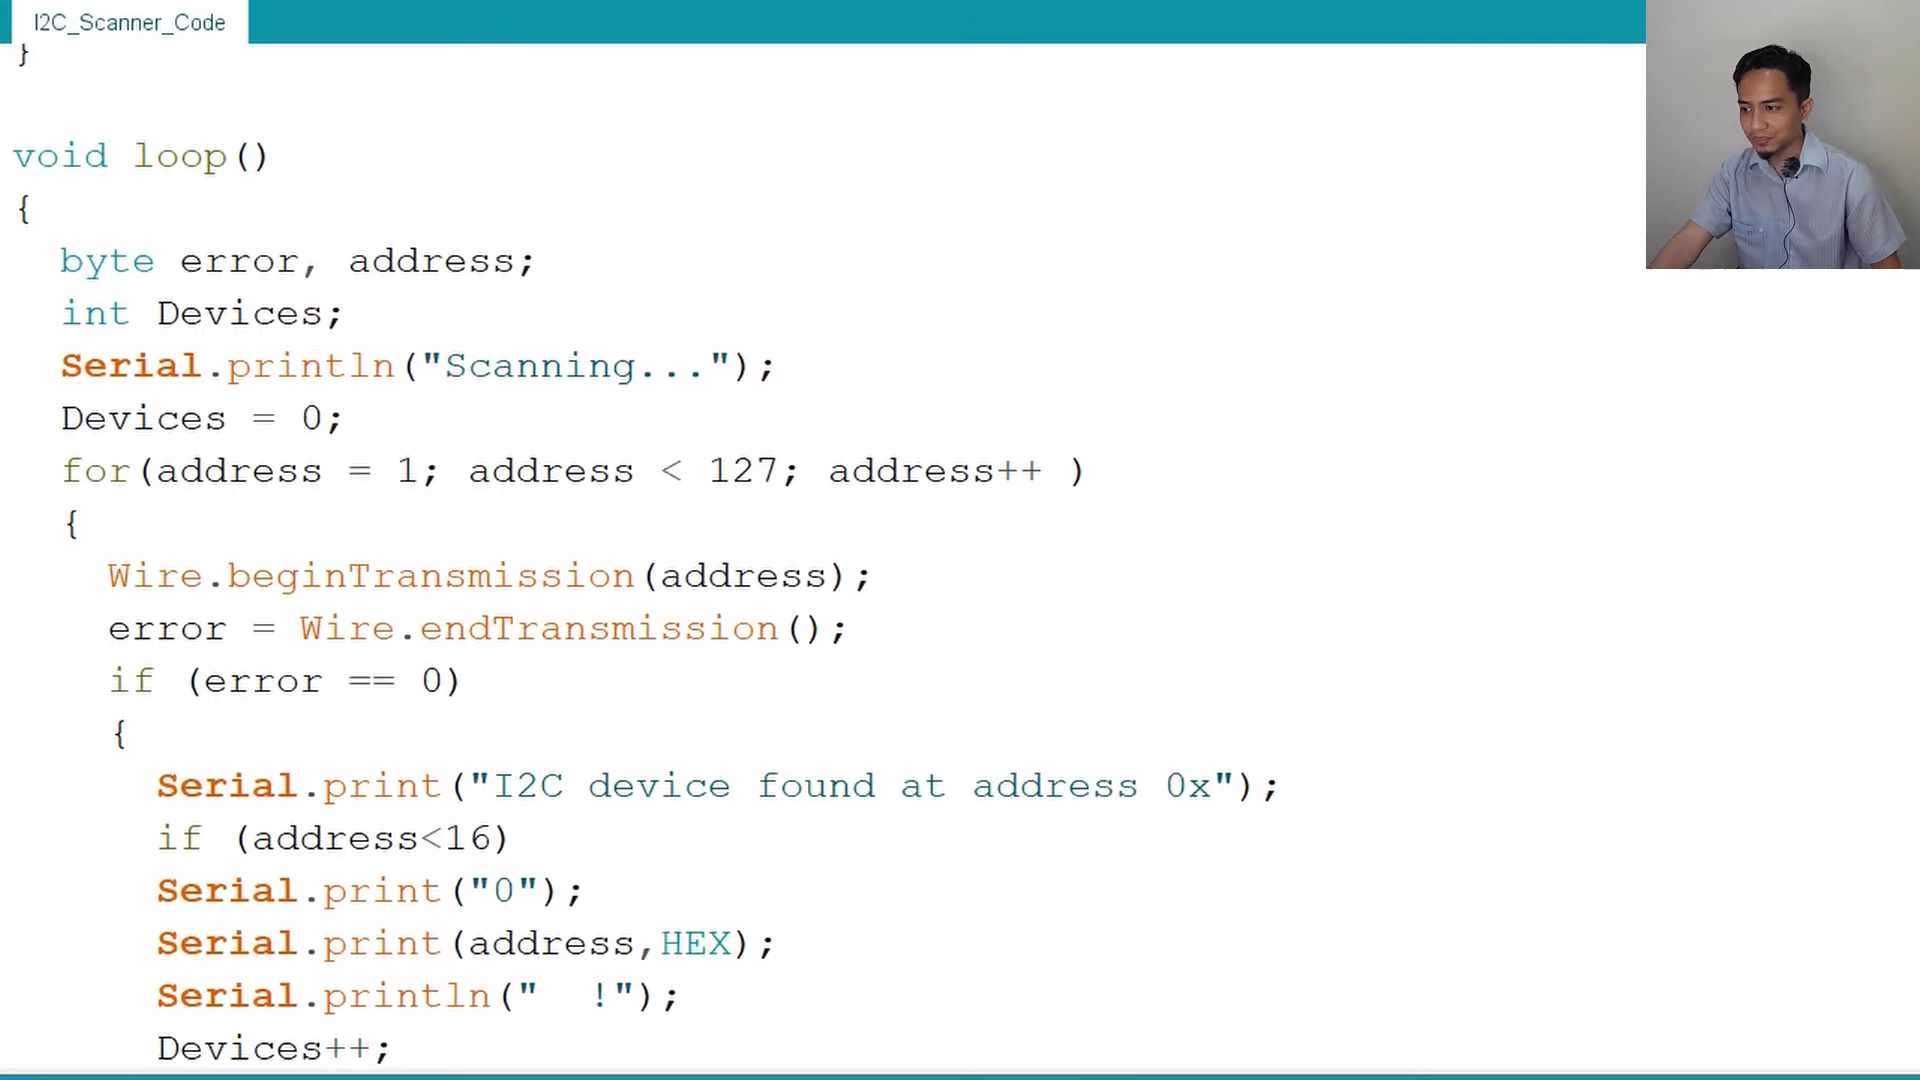 I2C_Scanner_Code
}
void loop()
{
byte error, address;
int Devices;
Serial.println("Scanning...");
Devices = 0;
for(address = 1; address < 127; address++ )
{
Wire.beginTransmission(address);
error = Wire.endTransmission();
if (error == 0)
{
Serial.print("I2C device found at address 0x");
if (address<16)
Serial.print("0");
Serial.print(address,HEX);
Serial.println("  !");
Devices++;